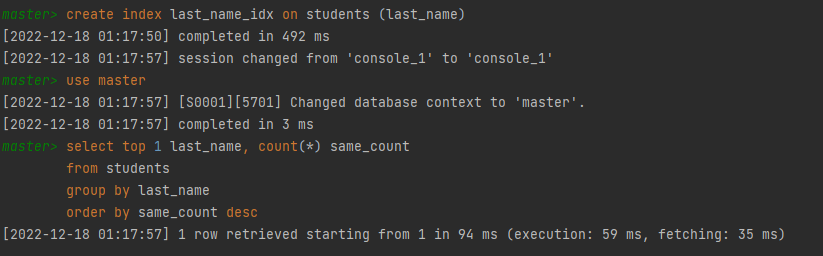 master> create index last_name_idx on students (last_name)
[2022-12-18 01:17:50] completed in 492 ms
[2022-12-18 01:17:57] session changed from 'console_1' to 'console_1'
master> use master
[2022-12-18 01:17:57] [S0001][5701] Changed database context to 'master'.
[2022-12-18 01:17:57] completed in 3 ms
master> select top 1 last_name, count(*) same_count
from students
group by last_name
order by same_count desc
[2022-12-18 01:17:57] 1 row retrieved starting from 1 in 94 ms (execution: 59 ms, fetching: 35 ms)